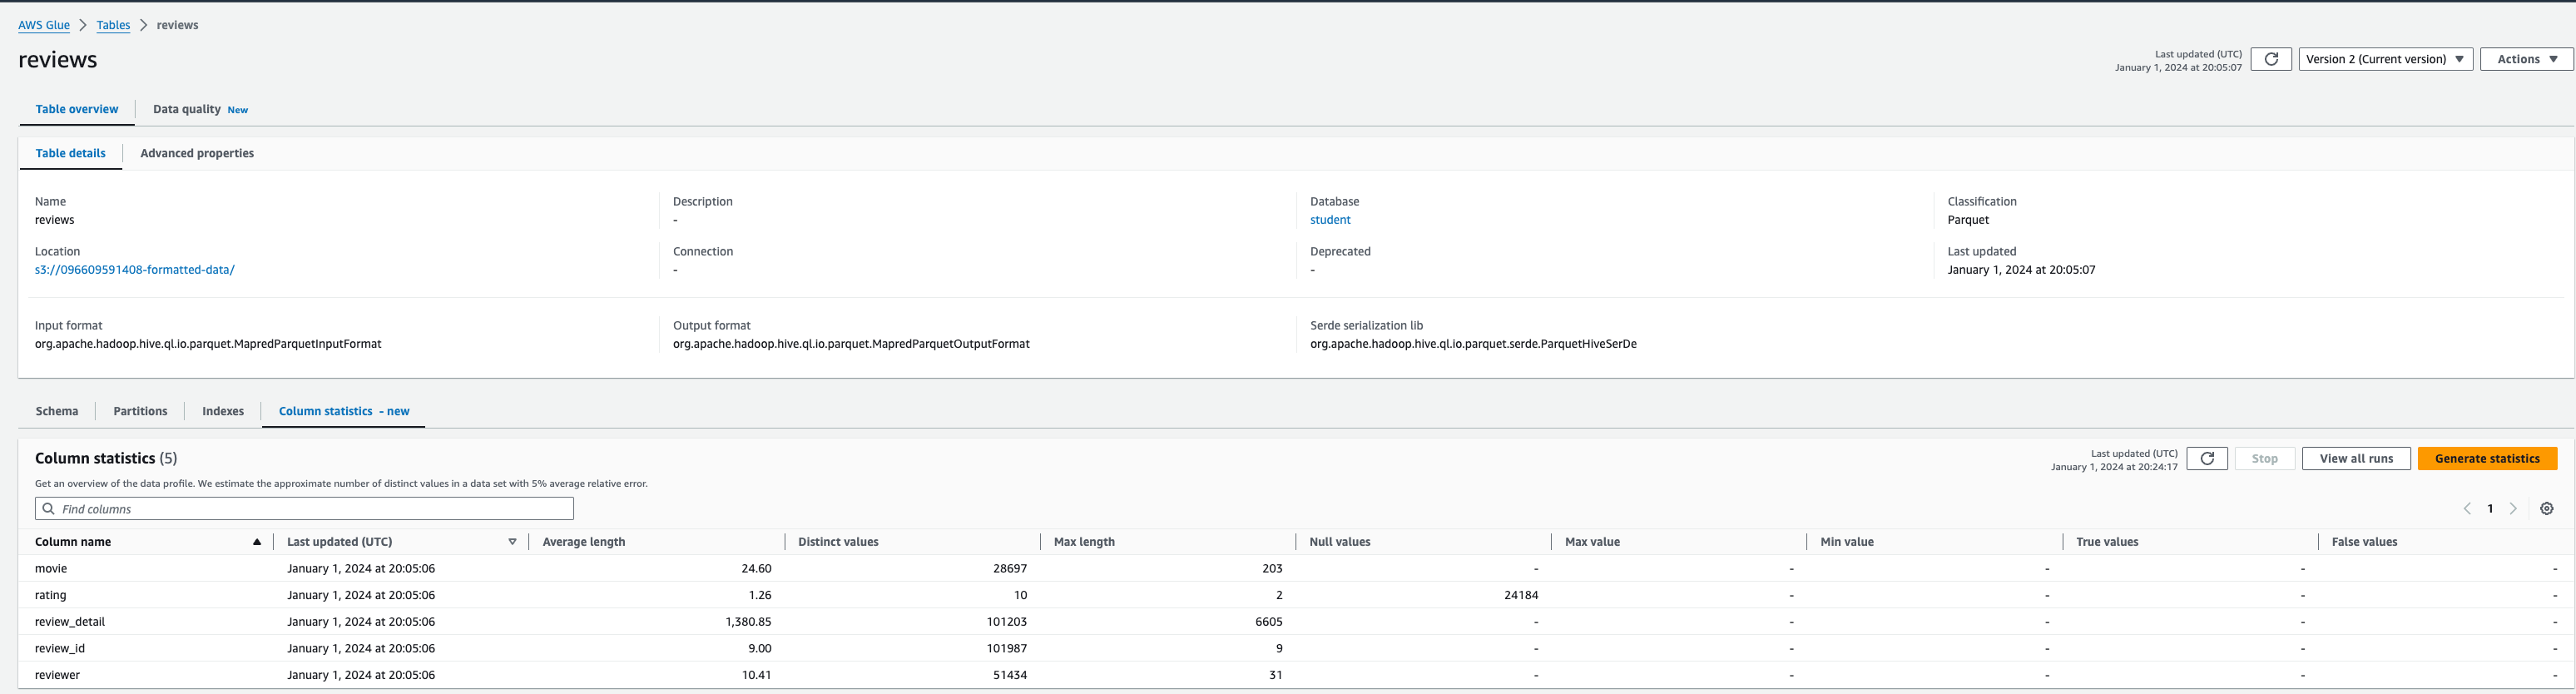 AWS Glue > Tables > reviews
reviews
Last updated (UTC)
January 1, 2024 at 20:05:07
Version 2 (Current version)
Actions
Table overview
Data quality New
Table details
Advanced properties
Name
reviews
Description
-
Database
student
Classification
Parquet
Location
s3://096609591408-formatted-data/
Connection
-
Deprecated
-
Last updated
January 1, 2024 at 20:05:07
Input format
org.apache.hadoop.hive.ql.io.parquet.MapredParquetInputFormat
Output format
org.apache.hadoop.hive.ql.io.parquet.MapredParquetOutputFormat
Serde serialization lib
org.apache.hadoop.hive.ql.io.parquet.serde.ParquetHiveSerDe
Schema
Partitions
Indexes
Column statistics - new
Column statistics (5)
Last updated (UTC)
January 1, 2024 at 20:24:17
Stop
View all runs
Generate statistics
Get an overview of the data profile. We estimate the approximate number of distinct values in a data set with 5% average relative error.
Find columns
1
Column name Last updated (UTC) Average length Distinct values Max length Null values Max value Min value True values False values
movie January 1, 2024 at 20:05:06 24.60 28697 203 - - - - -
rating January 1, 2024 at 20:05:06 1.26 10 2 24184 - - - -
review_detail January 1, 2024 at 20:05:06 1,380.85 101203 6605 - - - - -
review_id January 1, 2024 at 20:05:06 9.00 101987 9 - - - - -
reviewer January 1, 2024 at 20:05:06 10.41 51434 31 - - - - -